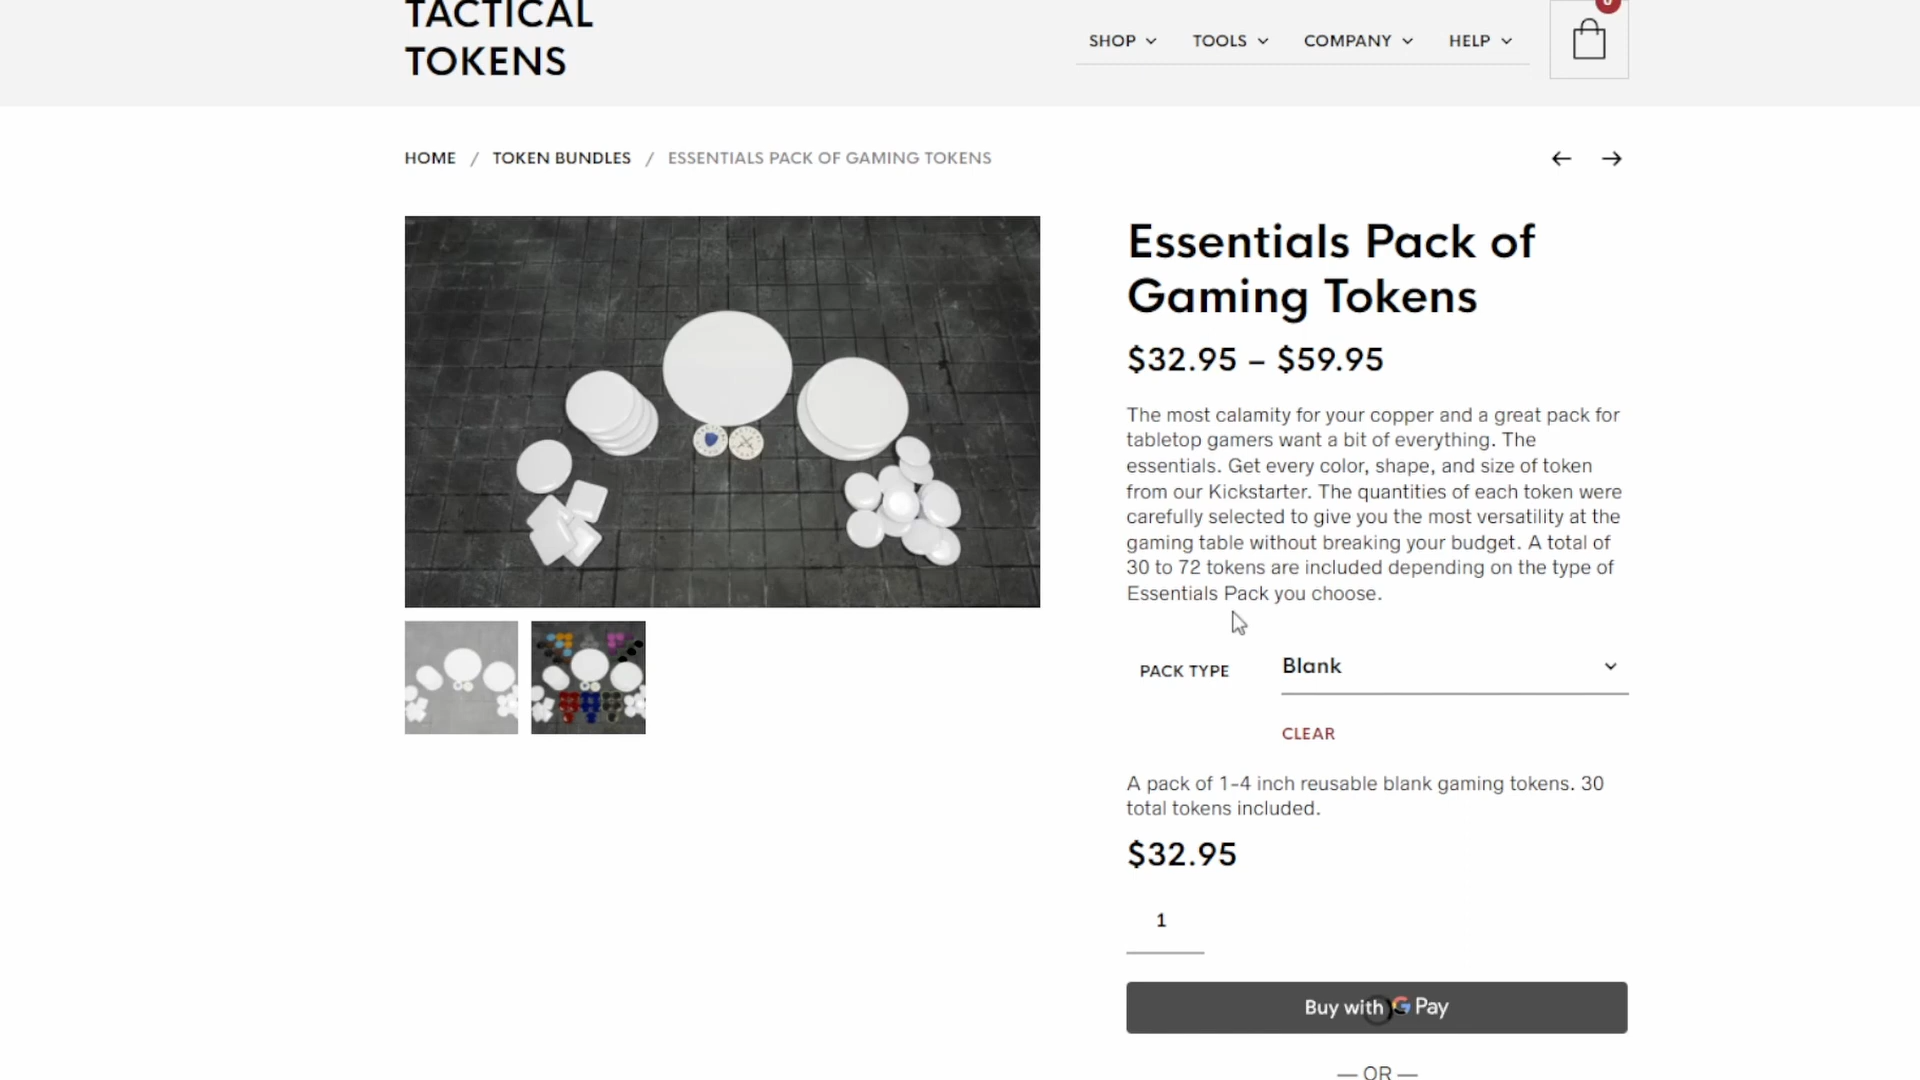 TACTICAL
TOKENS
SHOP TOOLS COMPANY HELP
HOME / TOKEN BUNDLES / ESSENTIALS PACK OF GAMING TOKENS
Essentials Pack of
Gaming Tokens
$32.95 – $59.95
The most calamity for your copper and a great pack for
tabletop gamers want a bit of everything. The
essentials. Get every color, shape, and size of token
from our Kickstarter. The quantities of each token were
carefully selected to give you the most versatility at the
gaming table without breaking your budget. A total of
30 to 72 tokens are included depending on the type of
Essentials Pack you choose.
PACK TYPE Blank
CLEAR
A pack of 1-4 inch reusable blank gaming tokens. 30
total tokens included.
$32.95
1
Buy with G Pay
— OR —